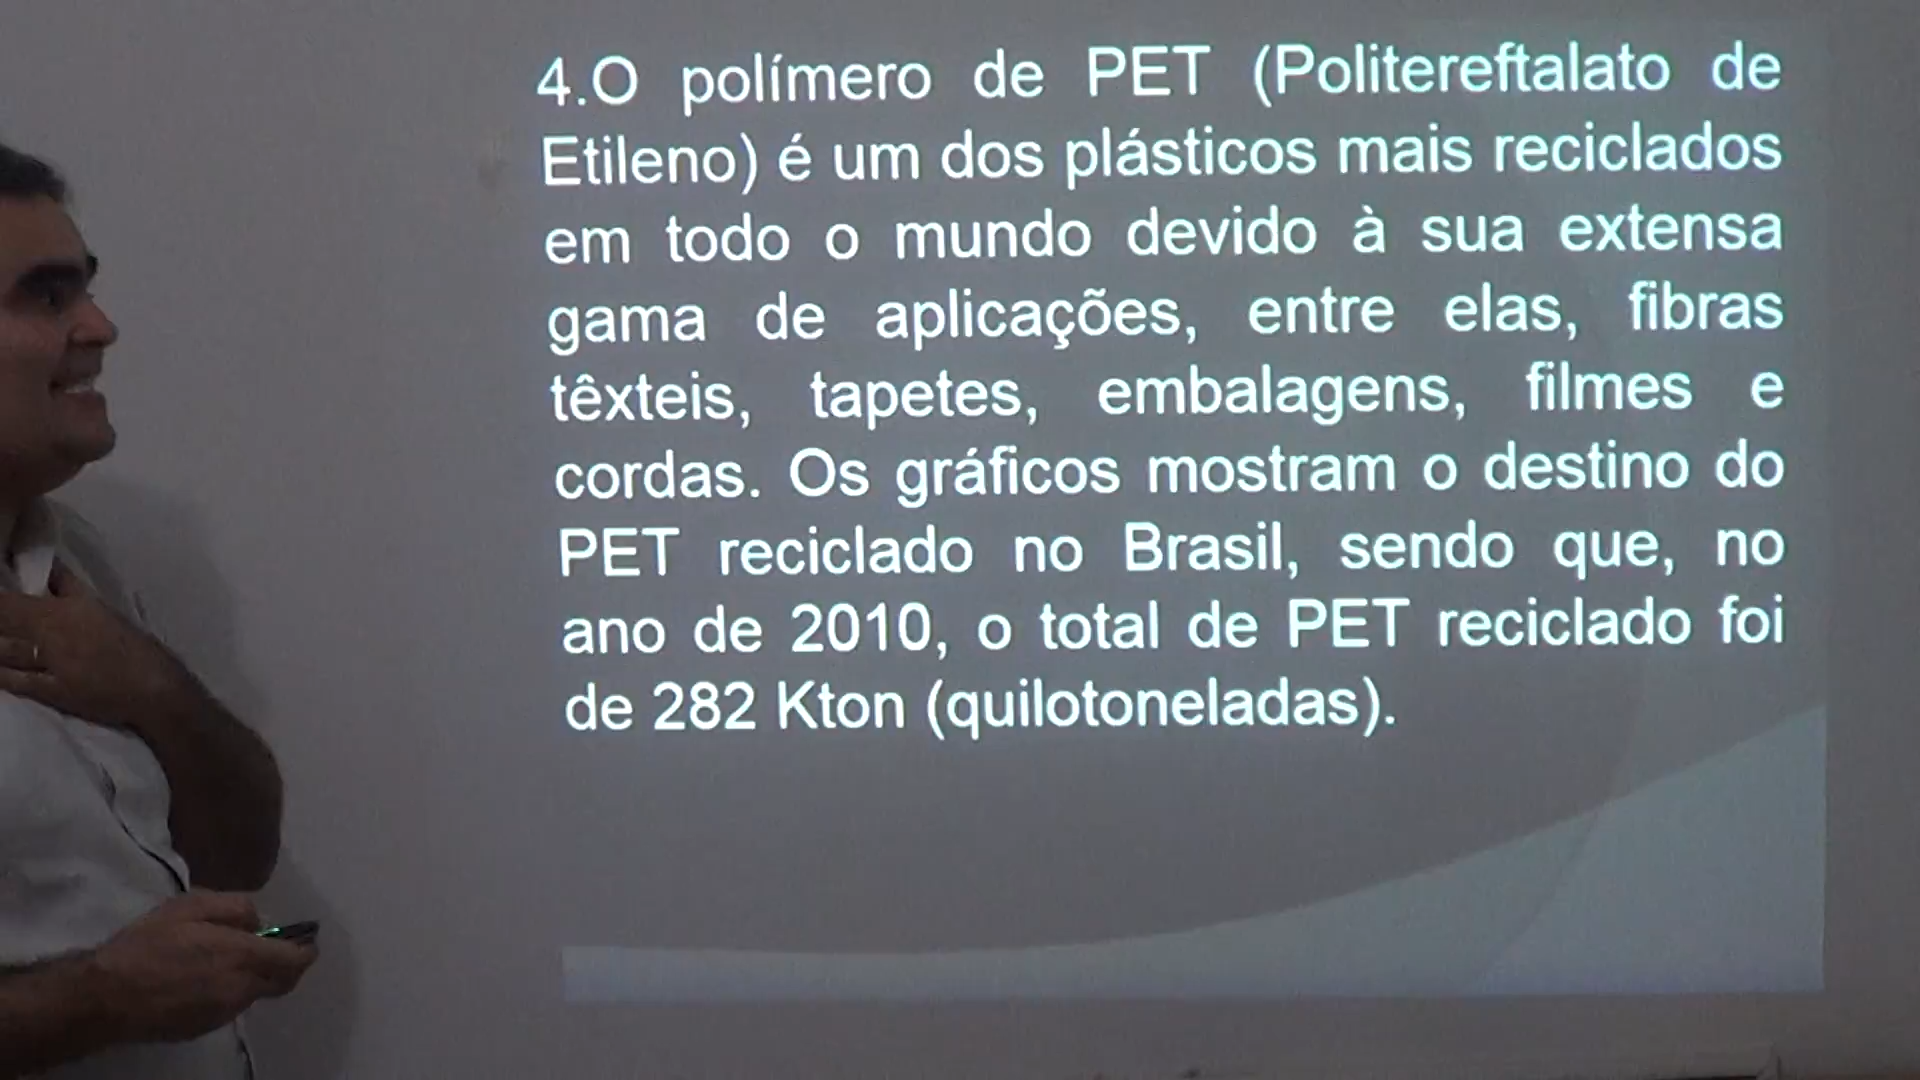 4.O polímero de PET (Politereftalato de
Etileno) é um dos plásticos mais reciclados
em todo o mundo devido à sua extensa
gama de aplicações, entre elas, fibras
têxteis, tapetes, embalagens, filmes e
cordas. Os gráficos mostram o destino do
PET reciclado no Brasil, sendo que, no
ano de 2010, o total de PET reciclado foi
de 282 Kton (quilotoneladas).